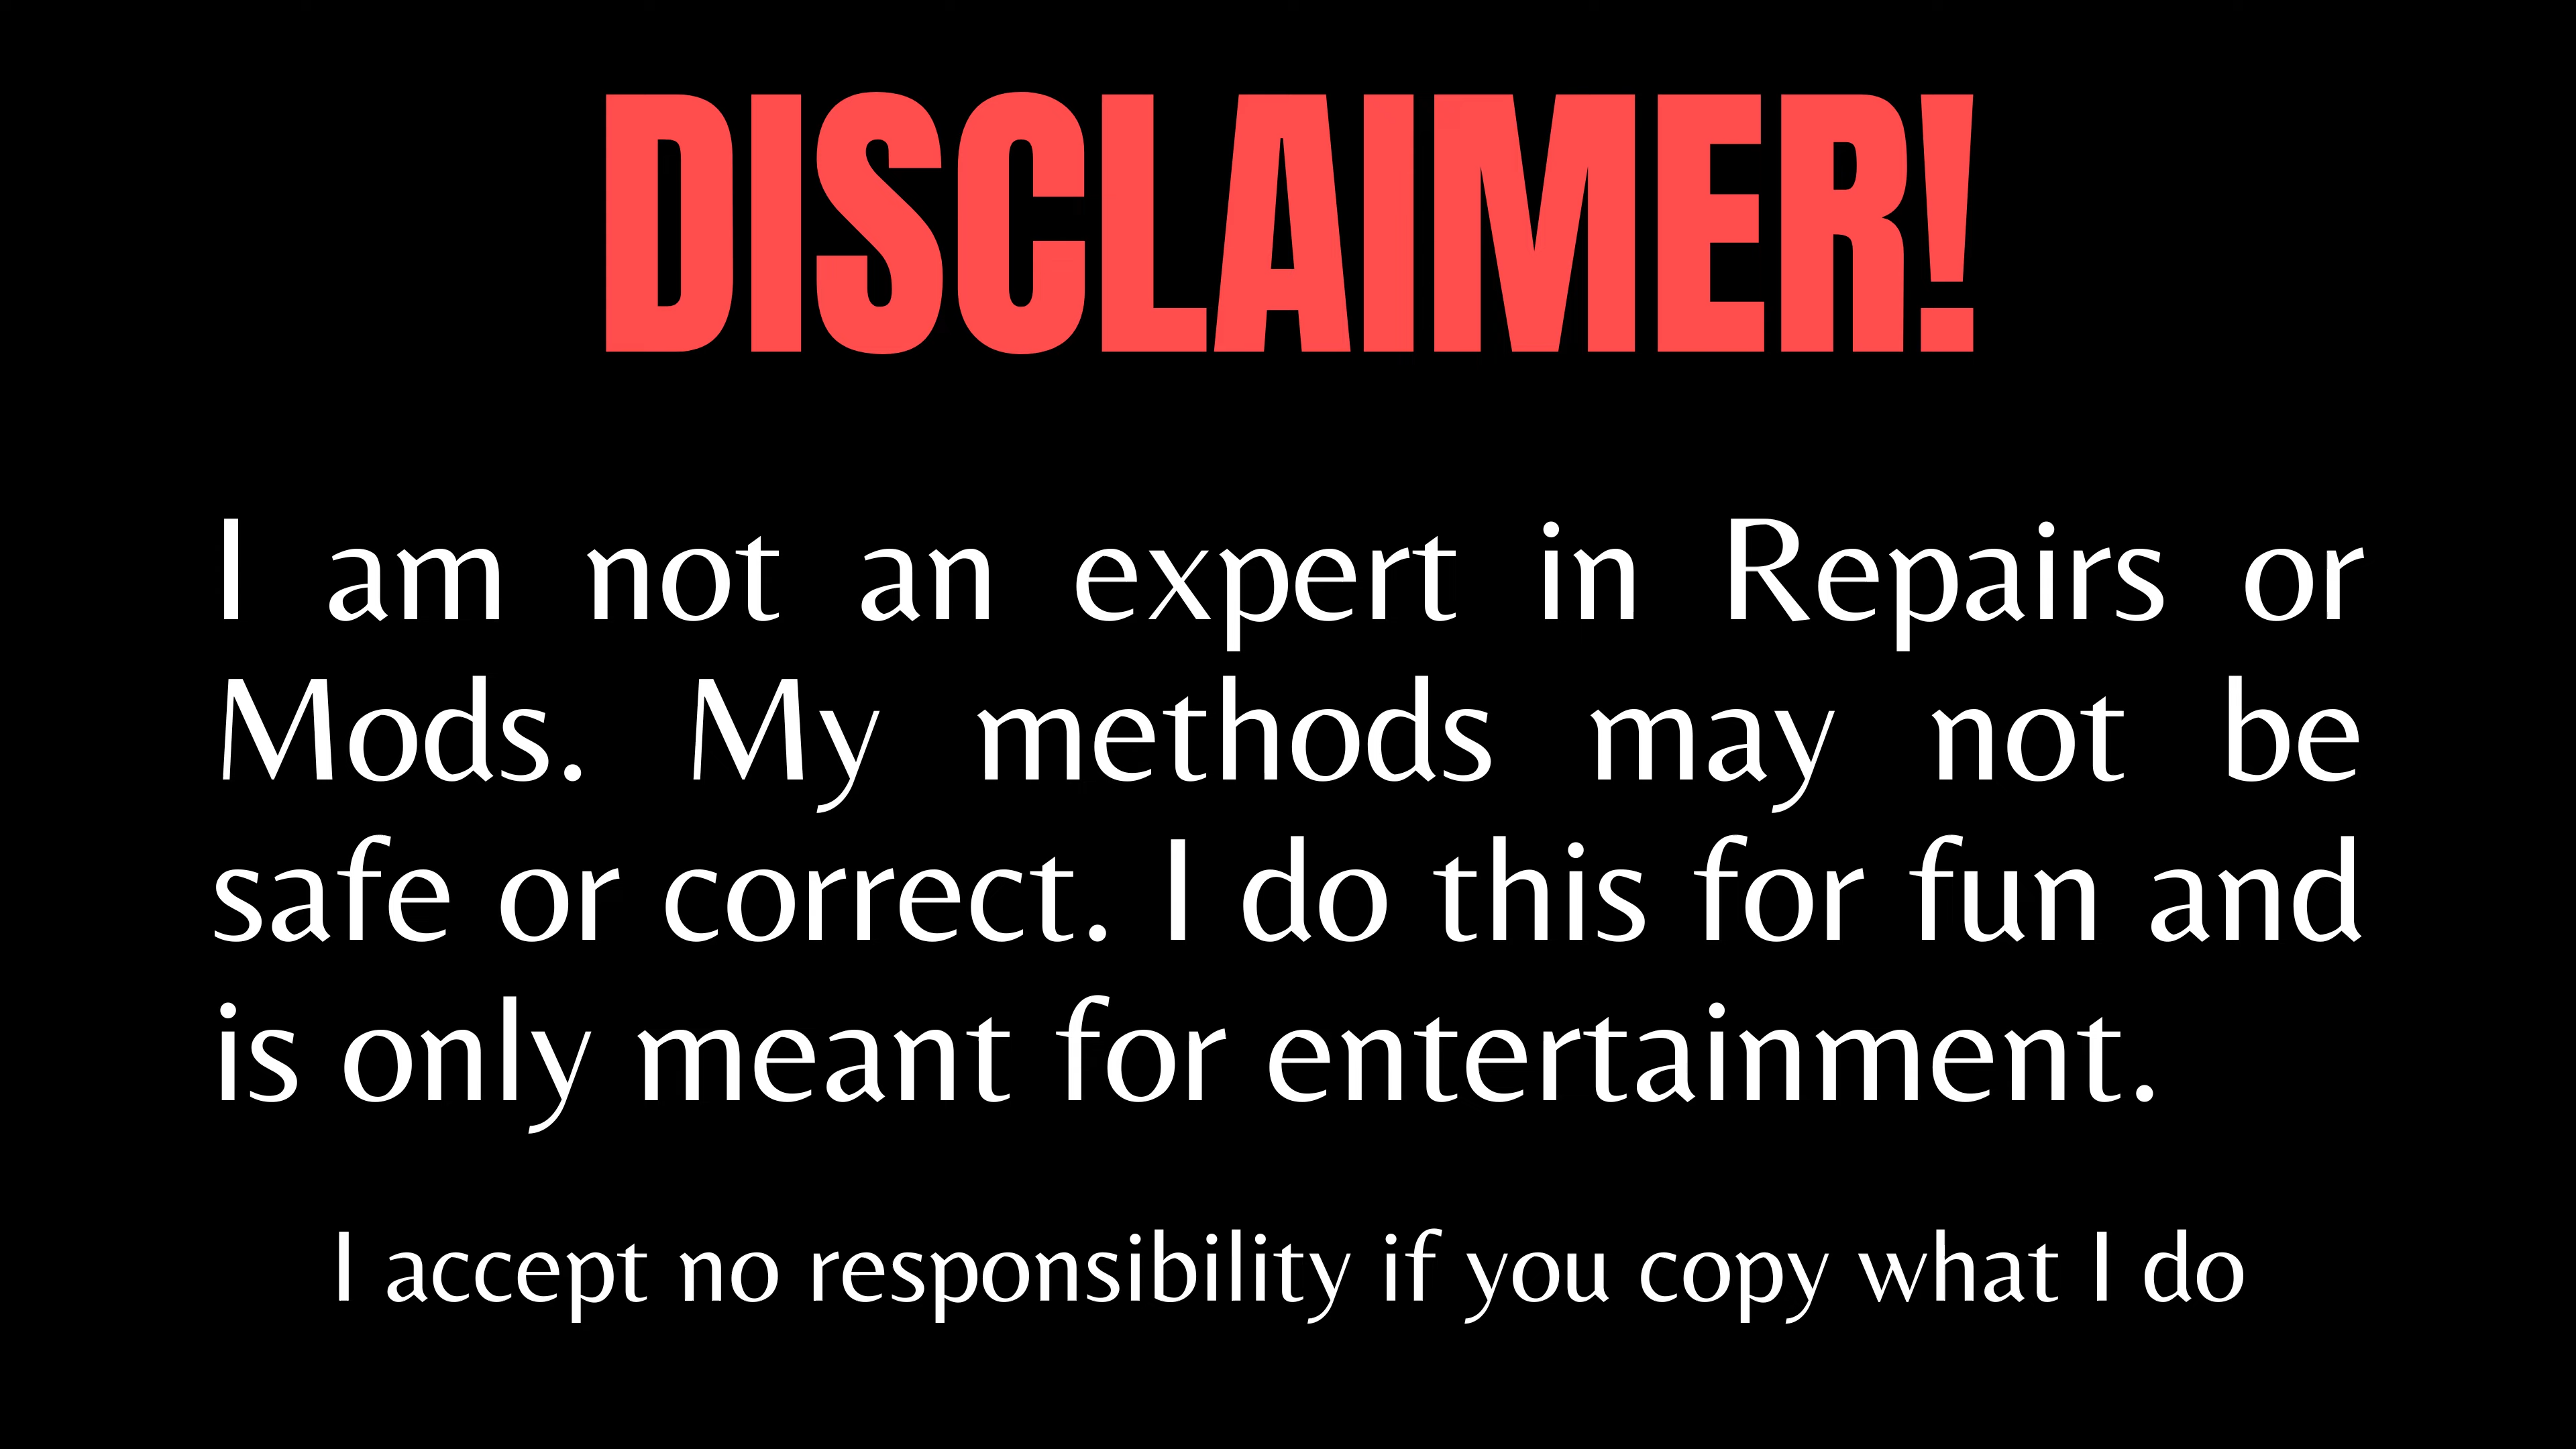 DISCLAIMER!
I am not an expert in Repairs or
Mods. My methods may not be
safe or correct. I do this for fun and
is only meant for entertainment.
I accept no responsibility if you copy what I do